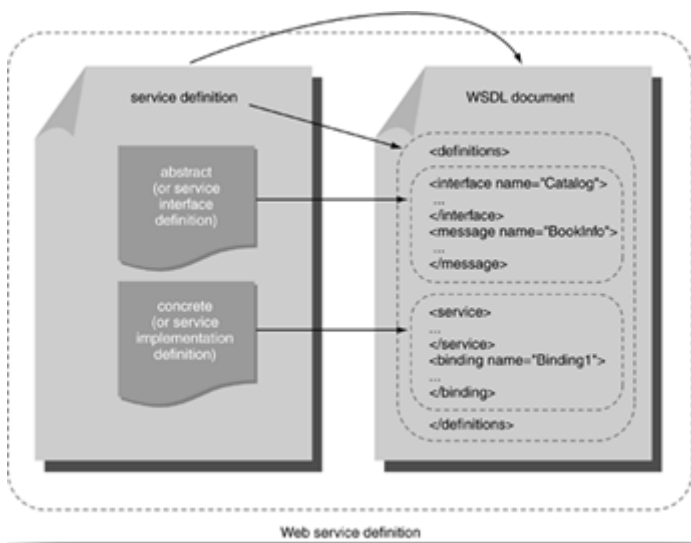 service definition
abstract
(or service
interface
definition)
concrete
(or service
implementation
definition)
WSDL document
<definitions>
<interface name="Catalog">
...
</interface>
<message name="BookInfo">
...
</message>
<service>
...
</service>
<binding name="Binding1">
...
</binding>
</definitions>
Web service definition